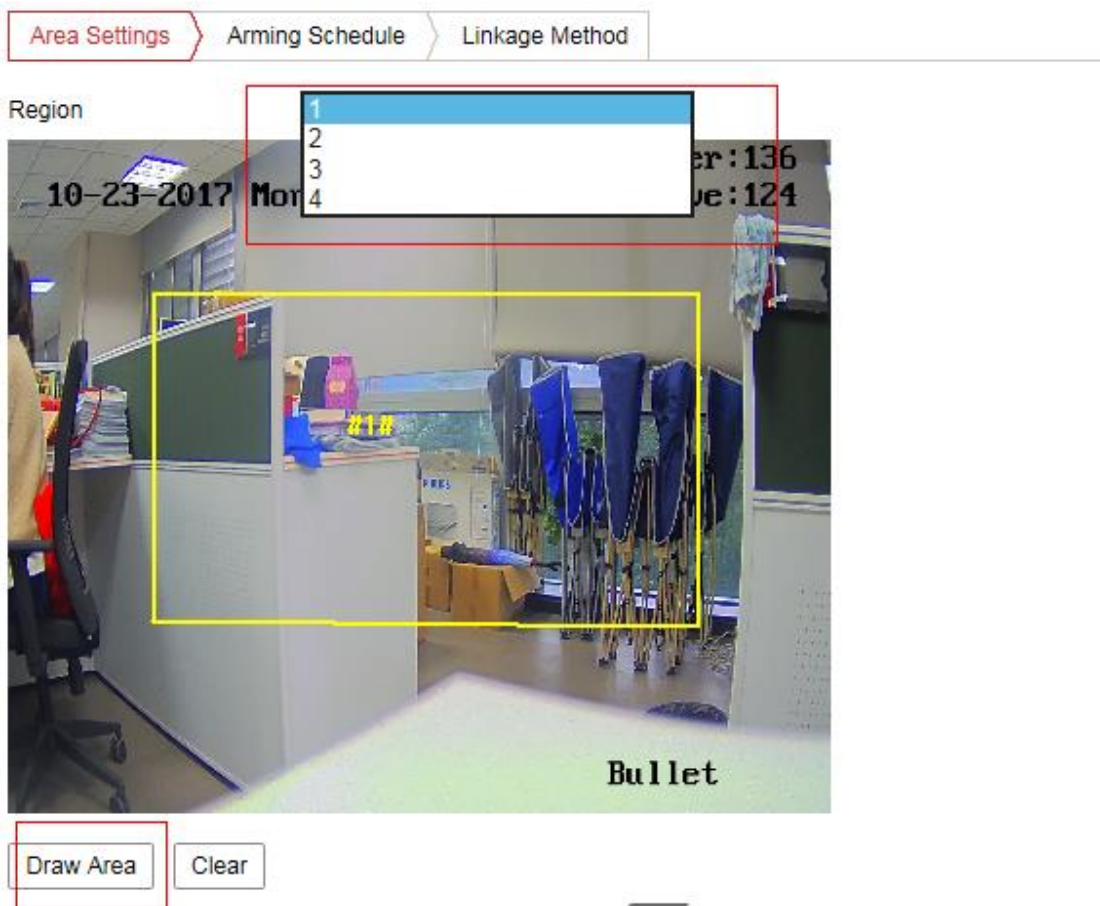 Area Settings Arming Schedule Linkage Method
Region
1
2
3
4
er:136
10-23-2017 Mon
ve:124
#1#
Bullet
Draw Area Clear